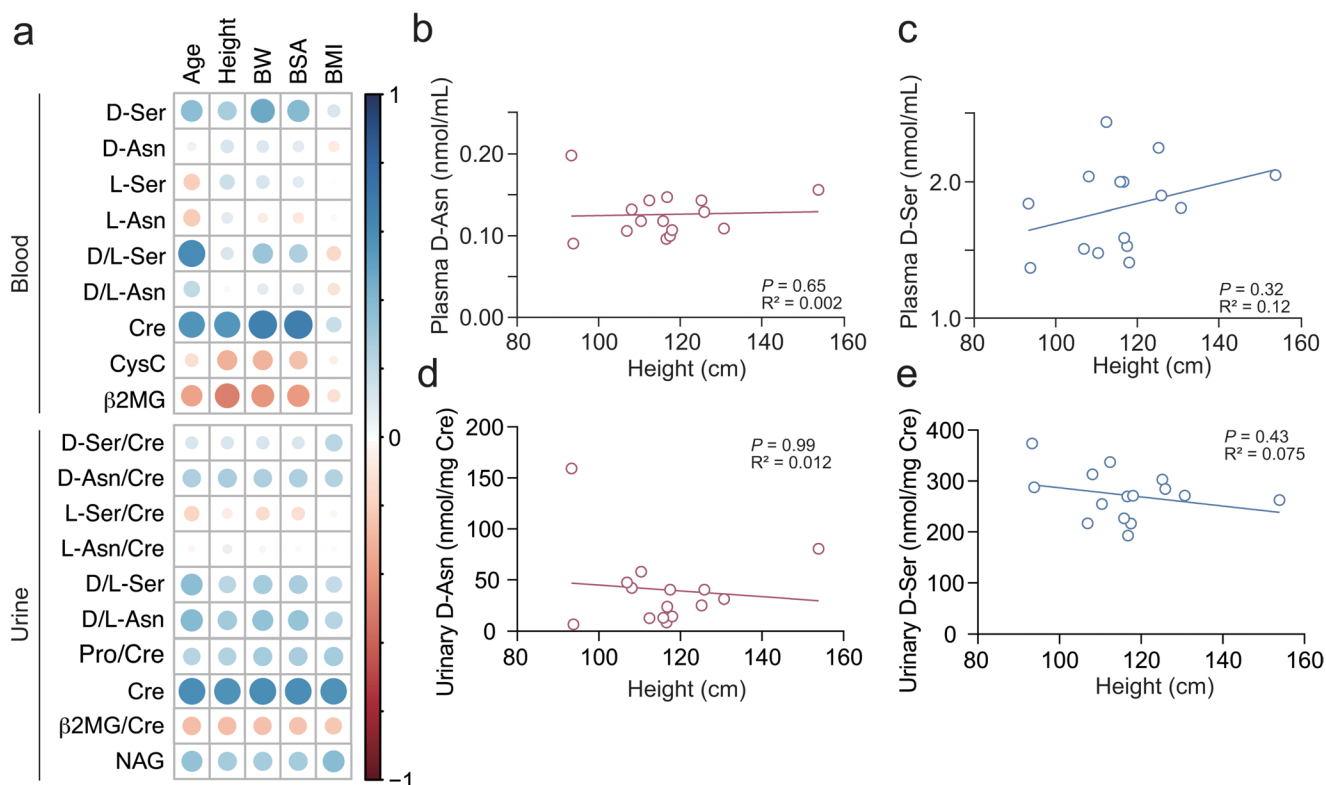 a
Age
Height
BW
BSA
BMI
Blood
D-Ser
D-Asn
L-Ser
L-Asn
D/L-Ser
D/L-Asn
Cre
CysC
β2MG
Urine
D-Ser/Cre
D-Asn/Cre
L-Ser/Cre
L-Asn/Cre
D/L-Ser
D/L-Asn
Pro/Cre
Cre
β2MG/Cre
NAG
1
0
−1
b
Plasma D-Asn (nmol/mL)
0.20
0.10
0.00
P = 0.65
R² = 0.002
80 100 120 140 160
Height (cm)
c
Plasma D-Ser (nmol/mL)
2.0
1.0
P = 0.32
R² = 0.12
80 100 120 140 160
Height (cm)
d
Urinary D-Asn (nmol/mg Cre)
200
150
100
50
0
P = 0.99
R² = 0.012
80 100 120 140 160
Height (cm)
e
Urinary D-Ser (nmol/mg Cre)
400
300
200
100
0
P = 0.43
R² = 0.075
80 100 120 140 160
Height (cm)